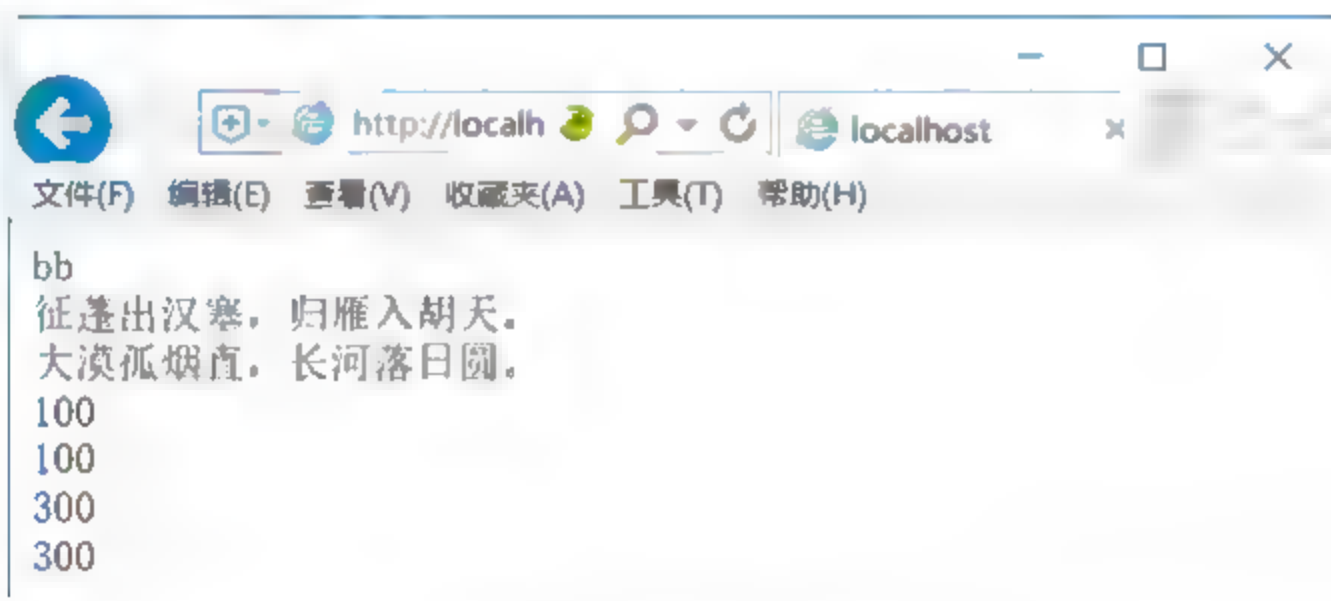 http://localh
localhost
文件(F) 编辑(E) 查看(V) 收藏夹(A) 工具(T) 帮助(H)
bb
征蓬出汉塞，归雁入胡天。
大漠孤烟直，长河落日圆。
100
100
300
300